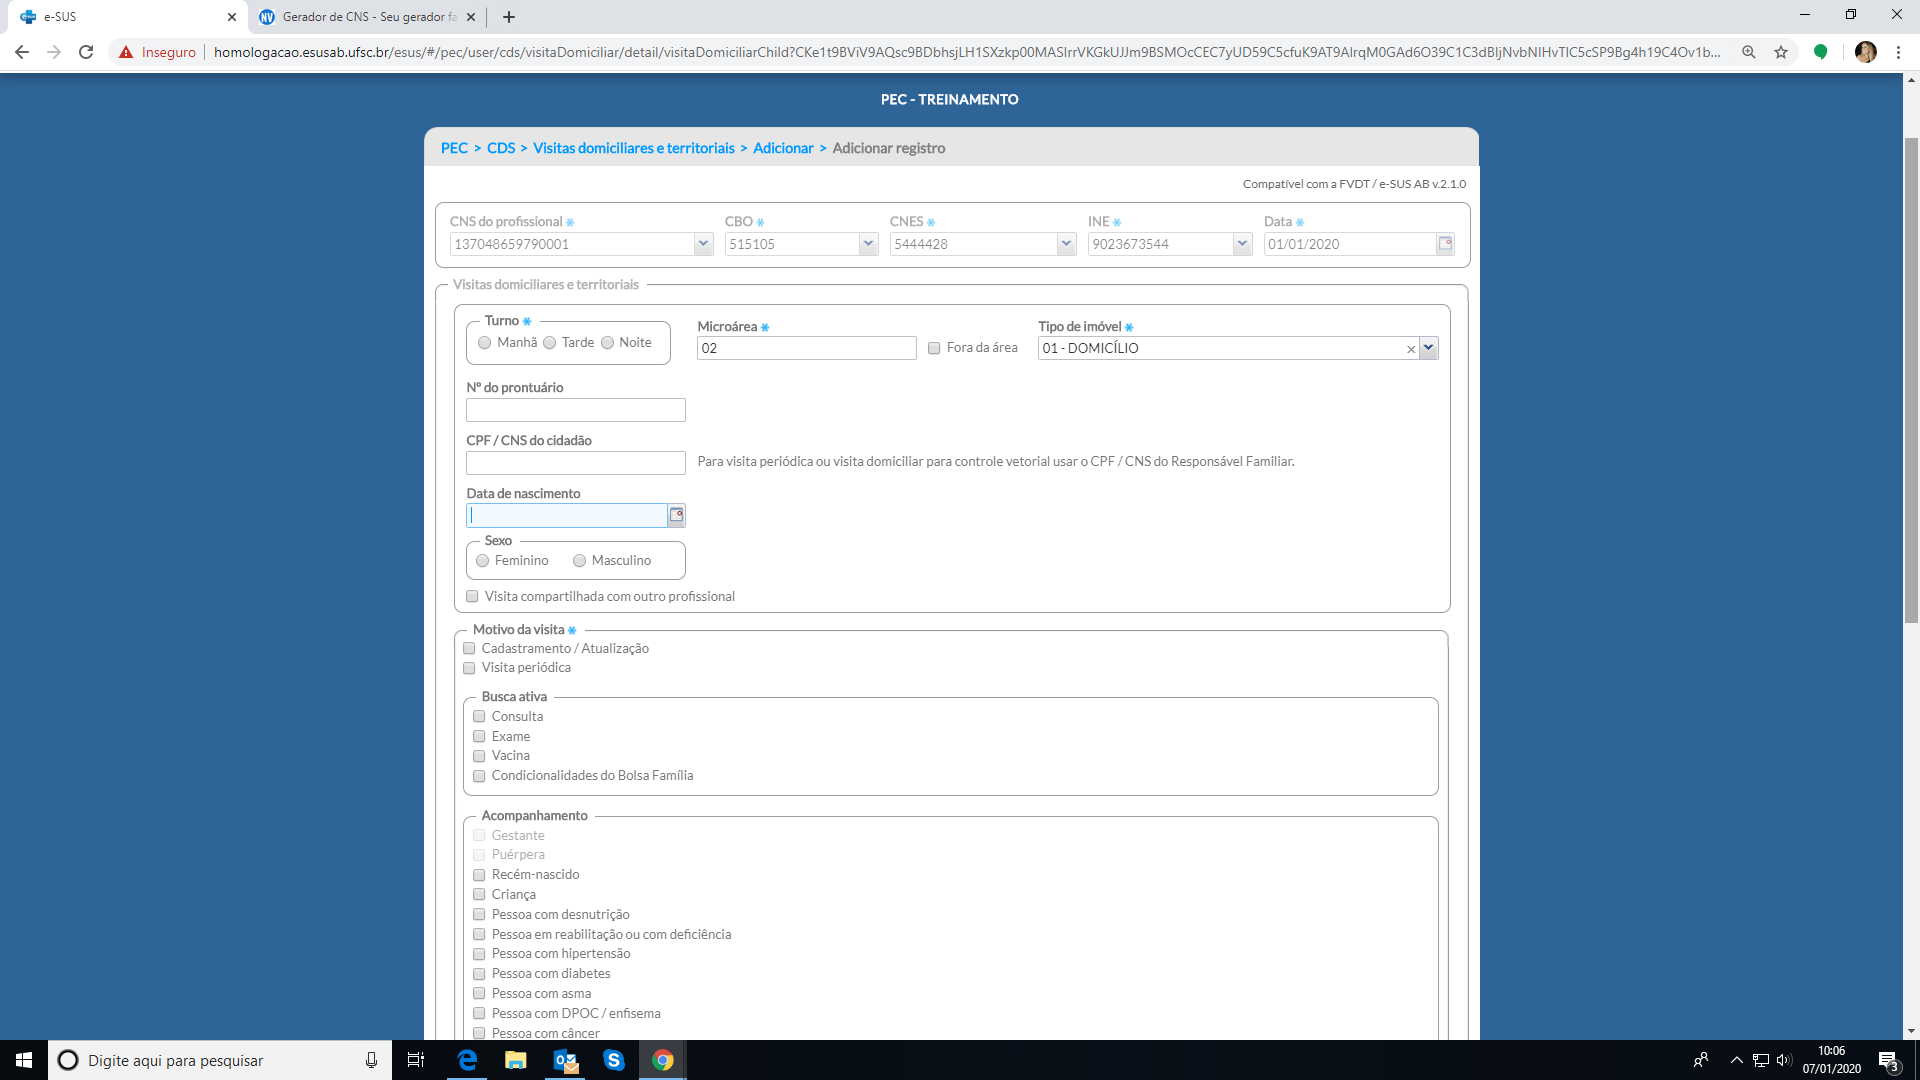 e-SUS
Gerador de CNS - Seu gerador fa
Inseguro
homologacao.esusab.ufsc.br/esus/#/pec/user/cds/visitaDomiciliar/detail/visitaDomiciliarChild?CKe1t9BViV9AQsc9BDbhsjLH1SXzkp00MASIrrVKGkUJJm9BSMOcCEC7yUD59C5cfuK9AT9AIrqM0GAd6O39C1C3dBIjNvbNIHvTIC5cSP9Bg4h19C4Ov1b...
PEC - TREINAMENTO
PEC > CDS > Visitas domiciliares e territoriais > Adicionar > Adicionar registro
Compatível com a FVDT / e-SUS AB v.2.1.0
CNS do profissional * CBO * CNES * INE * Data *
137048659790001 515105 5444428 9023673544 01/01/2020
Visitas domiciliares e territoriais
Turno * Microárea * Tipo de imóvel *
Manhã Tarde Noite 02 Fora da área 01 - DOMICÍLIO
Nº do prontuário
CPF / CNS do cidadão
Para visita periódica ou visita domiciliar para controle vetorial usar o CPF / CNS do Responsável Familiar.
Data de nascimento
Sexo
Feminino Masculino
Visita compartilhada com outro profissional
Motivo da visita *
Cadastramento / Atualização
Visita periódica
Busca ativa
Consulta
Exame
Vacina
Condicionalidades do Bolsa Família
Acompanhamento
Gestante
Puérpera
Recém-nascido
Criança
Pessoa com desnutrição
Pessoa em reabilitação ou com deficiência
Pessoa com hipertensão
Pessoa com diabetes
Pessoa com asma
Pessoa com DPOC / enfisema
Pessoa com câncer
Digite aqui para pesquisar
10:06
07/01/2020
3